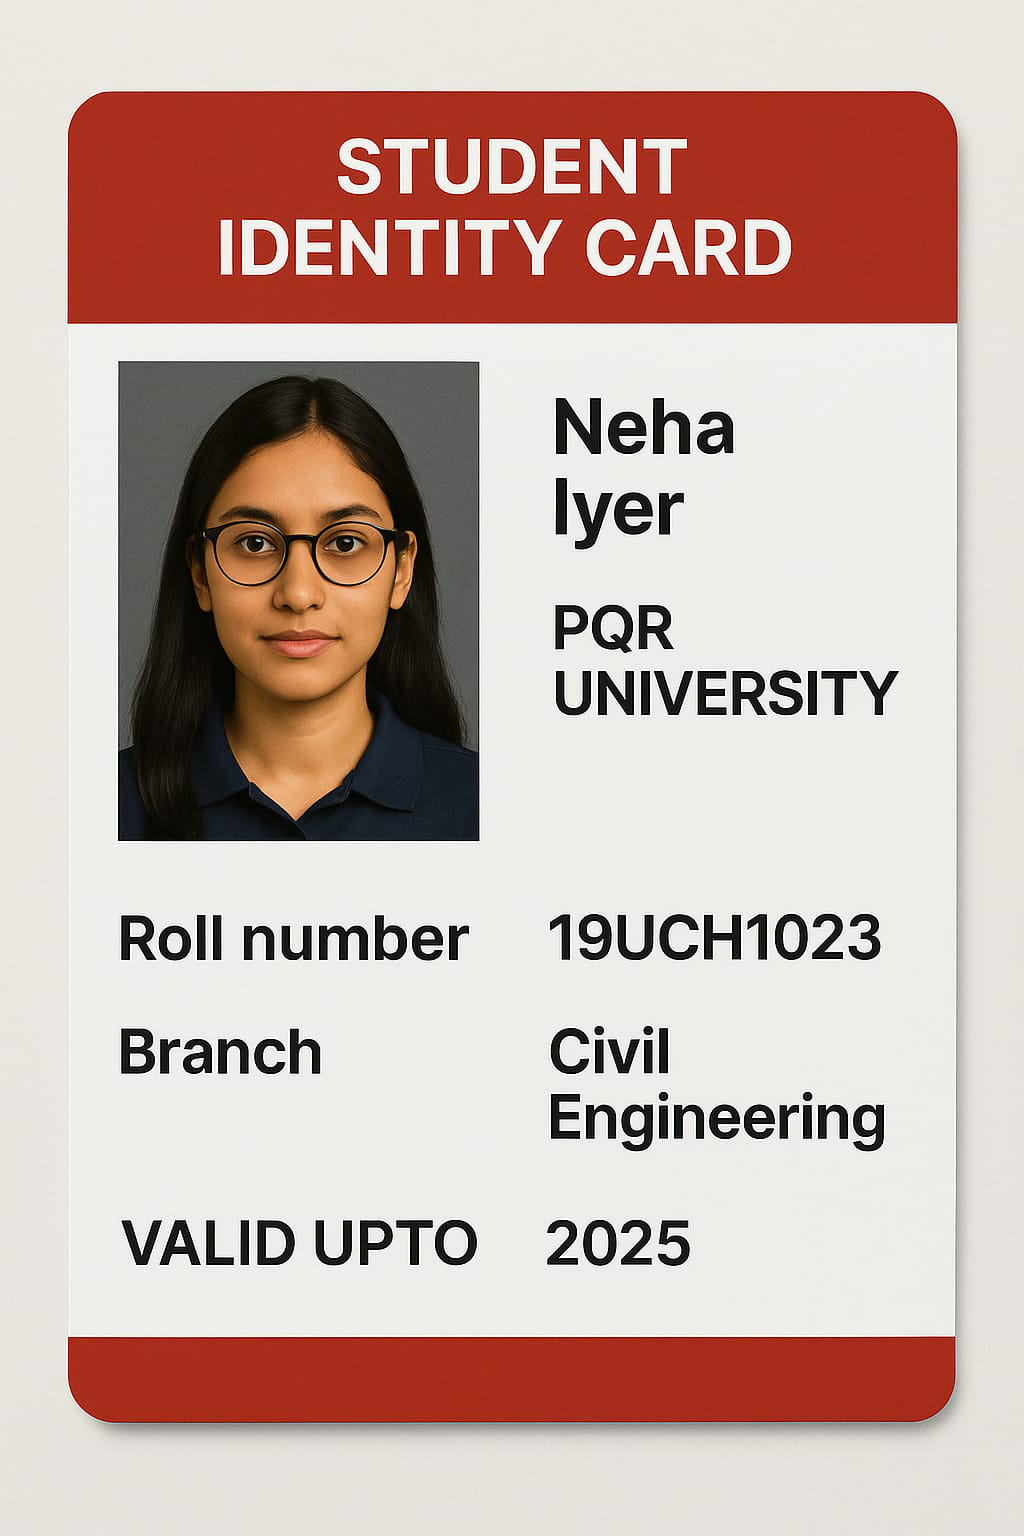 STUDENT
IDENTITY CARD
Neha
Iyer
PQR
UNIVERSITY
Roll number 19UCH1023
Branch Civil
Engineering
VALID UPTO 2025